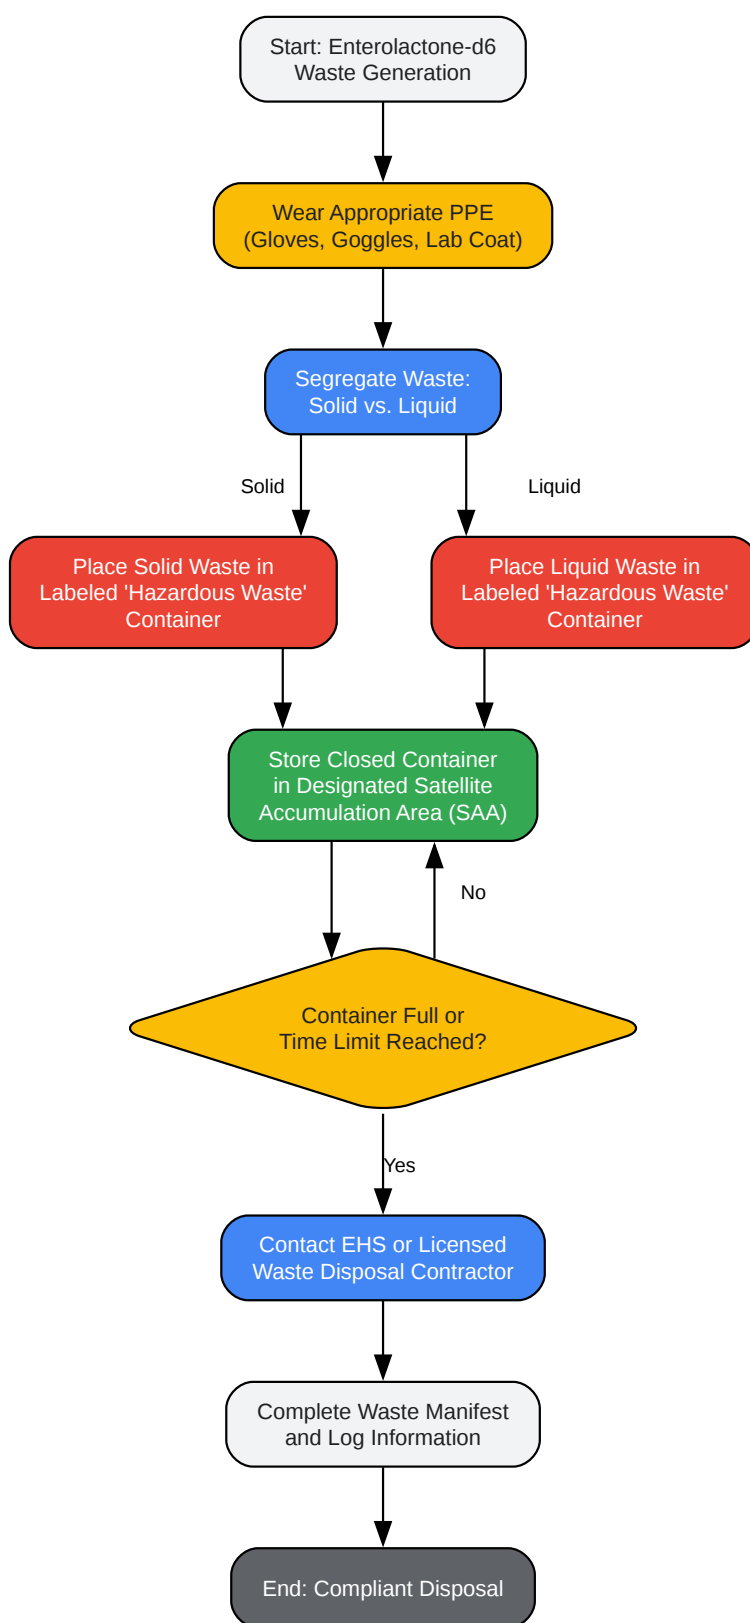 Start: Enterolactone-d6
Waste Generation
Wear Appropriate PPE
(Gloves, Goggles, Lab Coat)
Segregate Waste:
Solid vs. Liquid
Solid
Liquid
Place Solid Waste in
Labeled 'Hazardous Waste'
Container
Place Liquid Waste in
Labeled 'Hazardous Waste'
Container
Store Closed Container
in Designated Satellite
Accumulation Area (SAA)
No
Container Full or
Time Limit Reached?
Yes
Contact EHS or Licensed
Waste Disposal Contractor
Complete Waste Manifest
and Log Information
End: Compliant Disposal